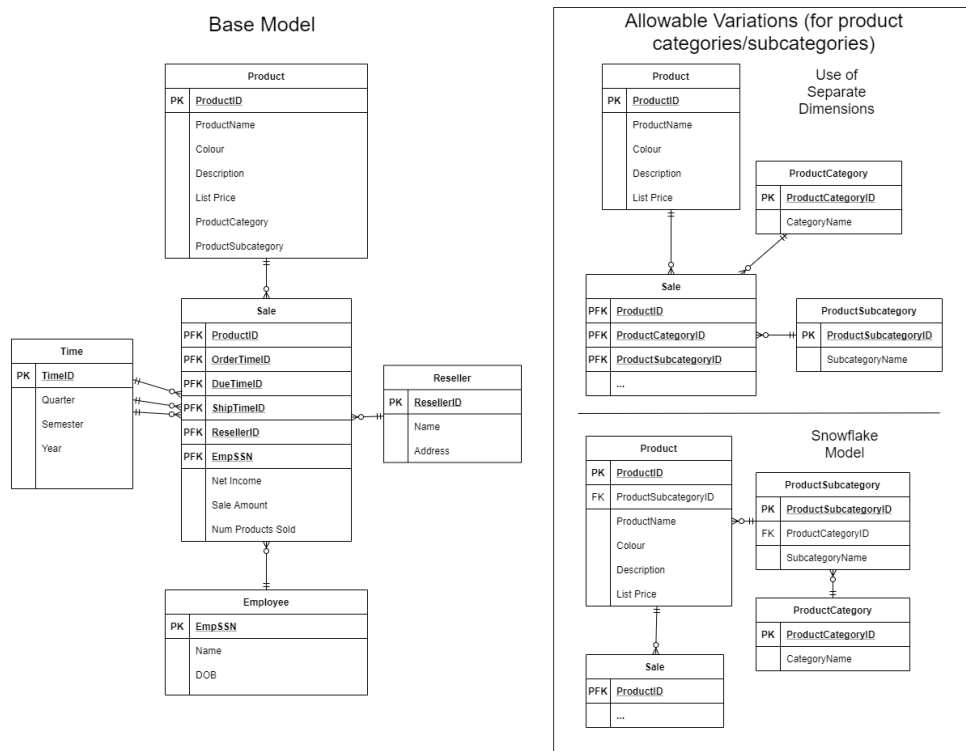 Base Model
Product
PK ProductID
ProductName
Colour
Description
List Price
ProductCategory
ProductSubcategory
Sale
PFK ProductID
PFK OrderTimeID
PFK DueTimeID
PFK ShipTimeID
PFK ResellerID
PFK EmpSSN
Net Income
Sale Amount
Num Products Sold
Time
PK TimeID
Quarter
Semester
Year
Reseller
PK ResellerID
Name
Address
Employee
PK EmpSSN
Name
DOB
Allowable Variations (for product
categories/subcategories)
Use of
Separate
Dimensions
Product
PK ProductID
ProductName
Colour
Description
List Price
ProductCategory
PK ProductCategoryID
CategoryName
Sale
PFK ProductID
PFK ProductCategoryID
PFK ProductSubcategoryID
...
ProductSubcategory
PK ProductSubcategoryID
SubcategoryName
Snowflake
Model
Product
PK ProductID
FK ProductSubcategoryID
ProductName
Colour
Description
List Price
ProductSubcategory
PK ProductSubcategoryID
FK ProductCategoryID
SubcategoryName
ProductCategory
PK ProductCategoryID
CategoryName
Sale
PFK ProductID
...